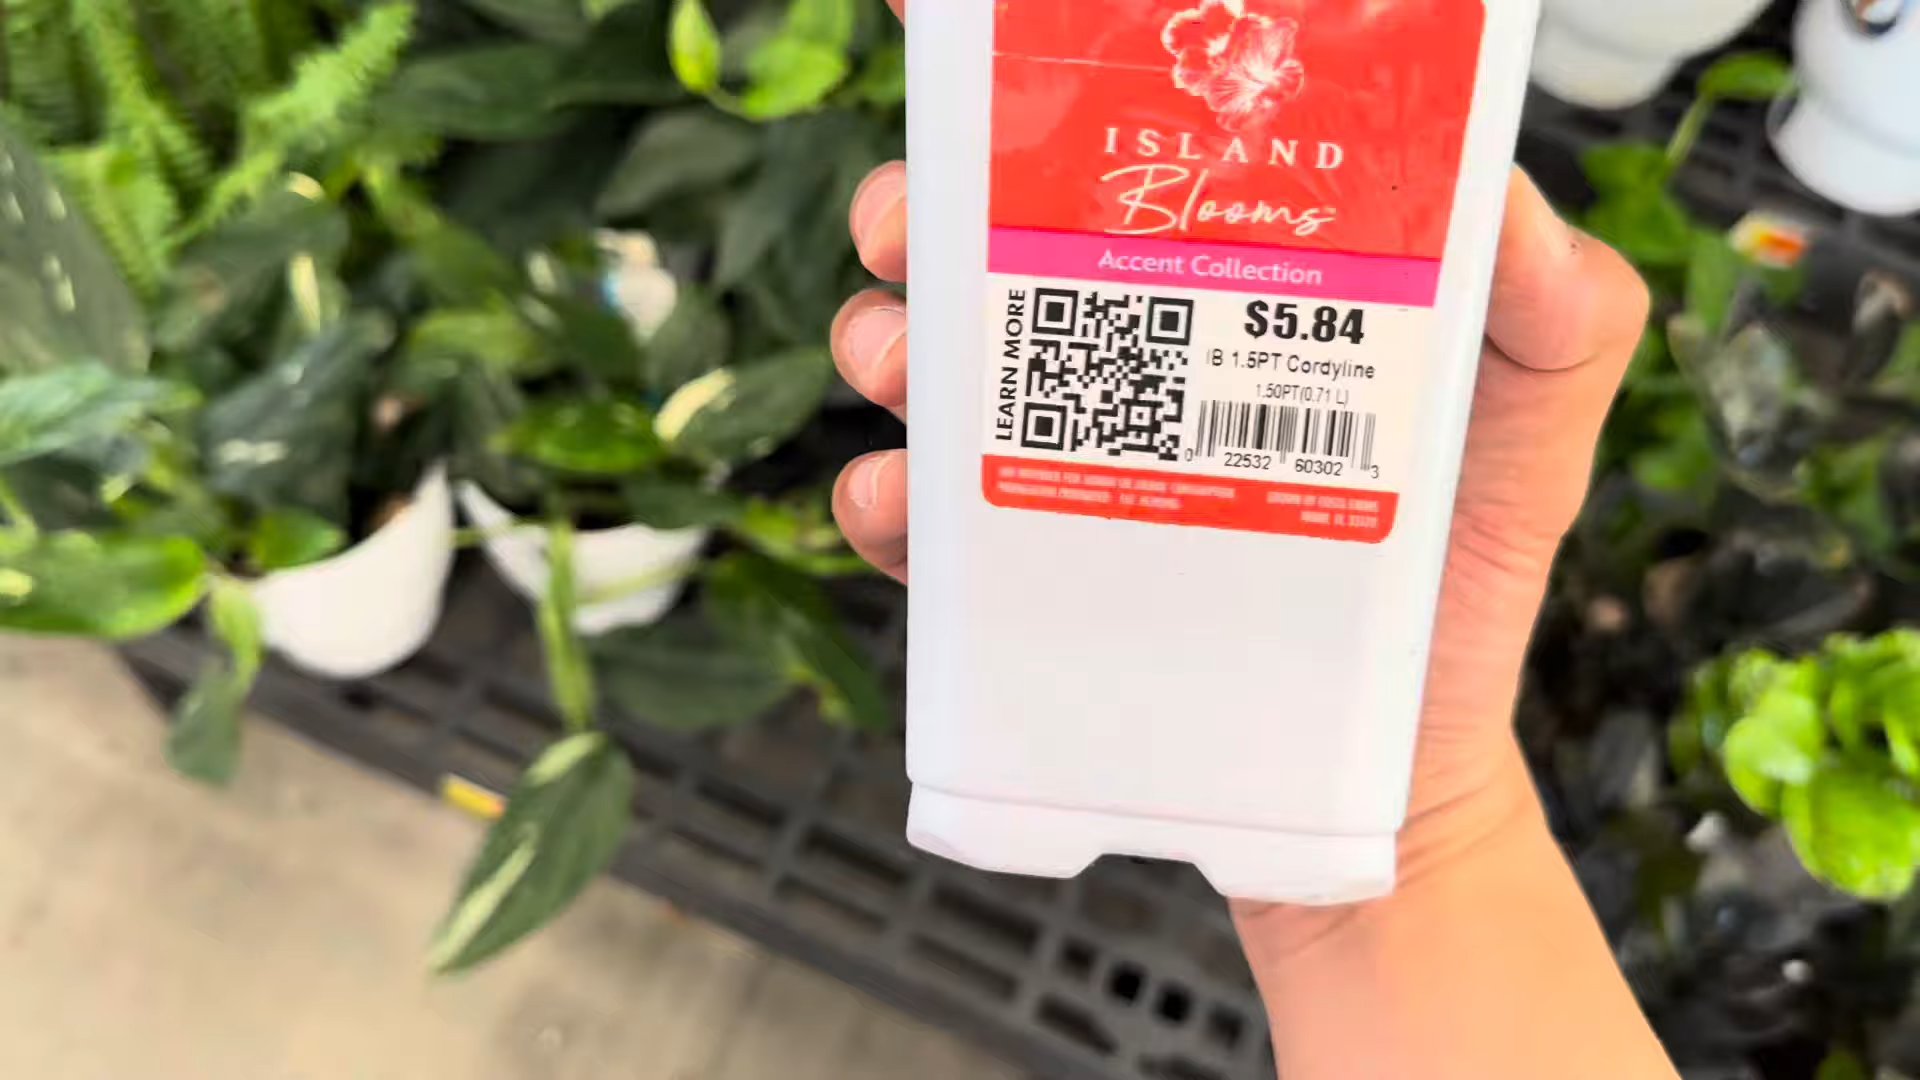 ISLAND
Blooms
Accent Collection
LEARN MORE
$5.84
IB 1.5PT Cordyline
1.50PT(0.71 L)
0 22532 60302 3